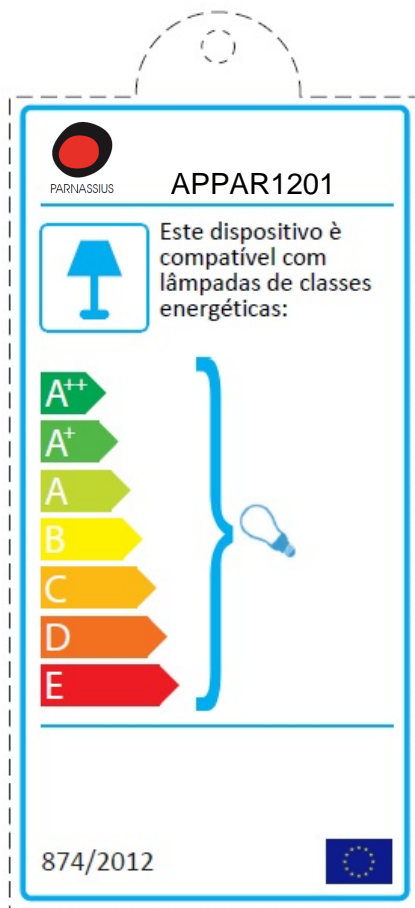 PARNASSIUS
APPAR1201
Este dispositivo è
compatível com
lâmpadas de classes
energéticas:
A++
A+
A
B
C
D
E
874/2012